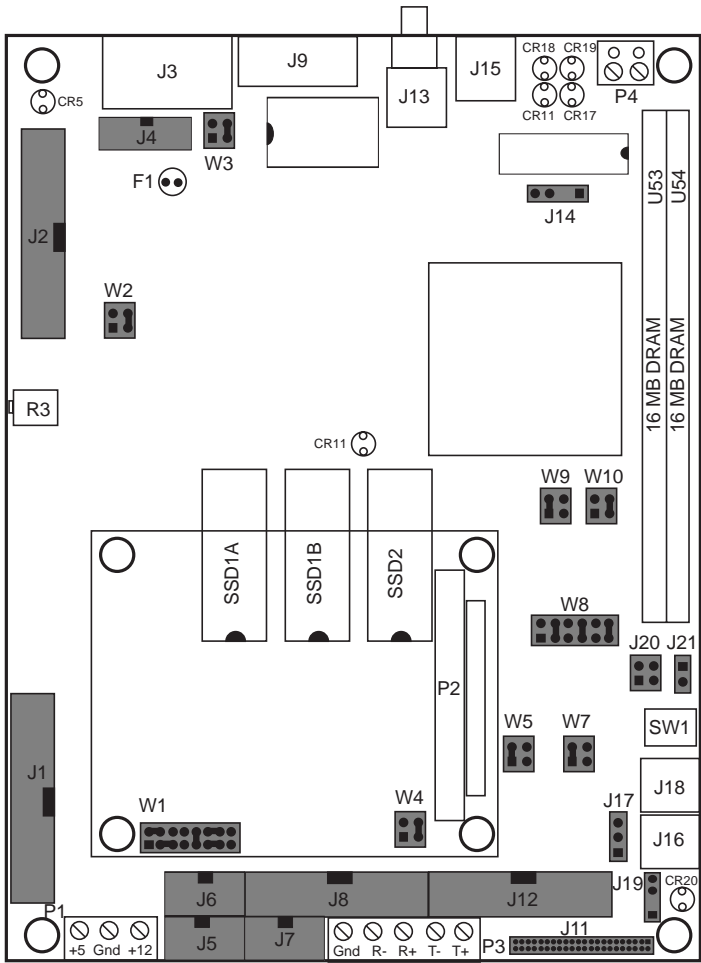 J3
J9
J13
J15
CR18
CR19
P4
CR5
J4
W3
CR11
CR17
F1
J14
U53
U54
J2
W2
16 MB DRAM
16 MB DRAM
R3
CR11
W9
W10
SSD1A
SSD1B
SSD2
W8
J20
J21
P2
W5
W7
SW1
J1
J18
W1
W4
J17
J16
J19
CR20
P1
J6
J8
J12
+5 Gnd +12
J5
J7
Gnd R- R+ T- T+
P3
J11